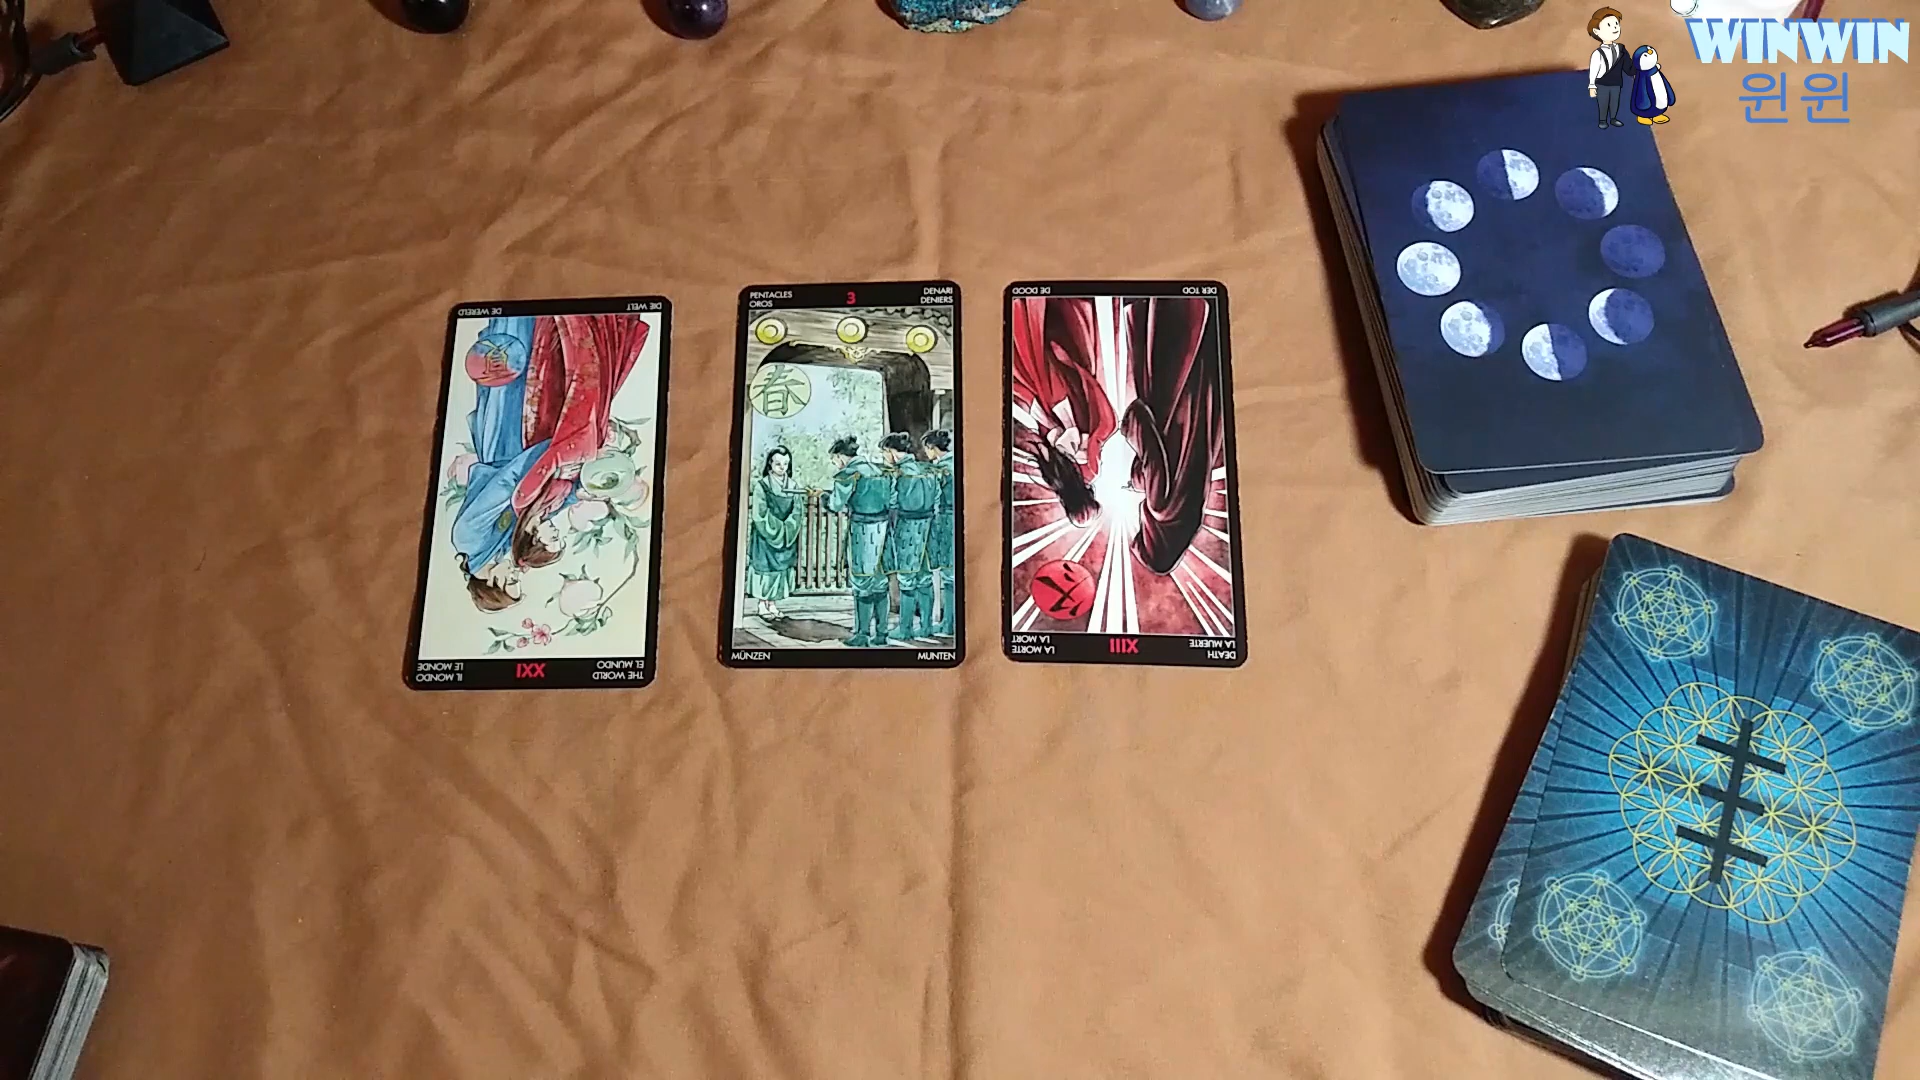 WINWIN
윈윈
DE WERELD
DIE WELT
IL MONDO
LE MONDE
XXI
THE WORLD
EL MUNDO
PENTACLES
OROS
3
DENARI
DENIERS
春
MÜNZEN
MUNTEN
DE DOOD
DER TOD
LA MORTE
LA MORT
XIII
DEATH
LA MUERTE